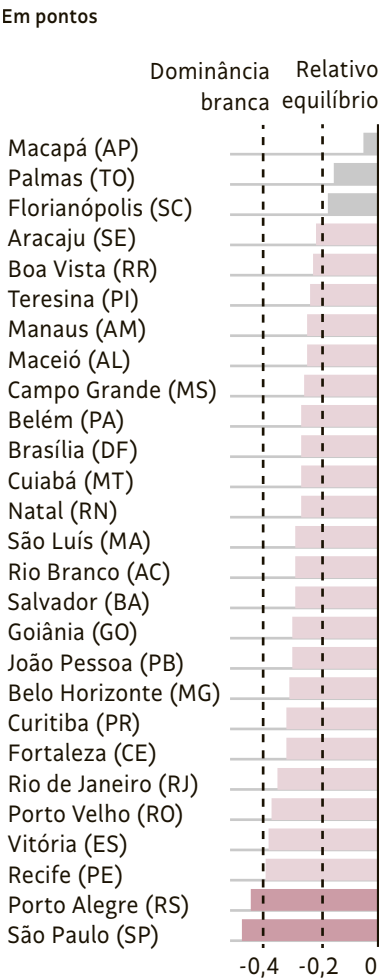 Em pontos
Dominância branca
Relativo equilíbrio
Macapá (AP)
Palmas (TO)
Florianópolis (SC)
Aracaju (SE)
Boa Vista (RR)
Teresina (PI)
Manaus (AM)
Maceió (AL)
Campo Grande (MS)
Belém (PA)
Brasília (DF)
Cuiabá (MT)
Natal (RN)
São Luís (MA)
Rio Branco (AC)
Salvador (BA)
Goiânia (GO)
João Pessoa (PB)
Belo Horizonte (MG)
Curitiba (PR)
Fortaleza (CE)
Rio de Janeiro (RJ)
Porto Velho (RO)
Vitória (ES)
Recife (PE)
Porto Alegre (RS)
São Paulo (SP)
-0,4 -0,2 0